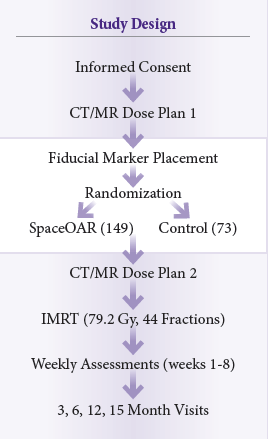 Study Design
Informed Consent
CT/MR Dose Plan 1
Fiducial Marker Placement
Randomization
SpaceOAR (149) Control (73)
CT/MR Dose Plan 2
IMRT (79.2 Gy, 44 Fractions)
Weekly Assessments (weeks 1-8)
3, 6, 12, 15 Month Visits